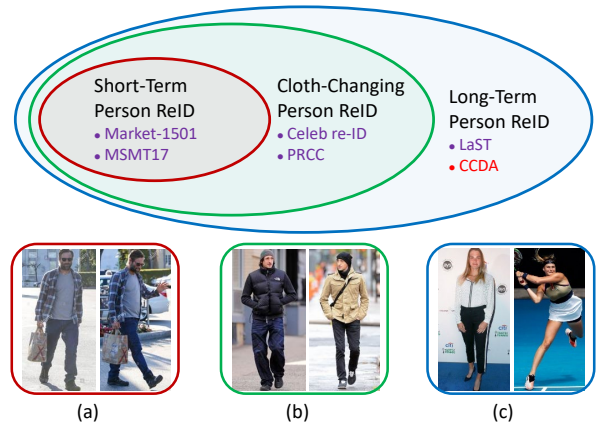 Short-Term
Person ReID
• Market-1501
• MSMT17
Cloth-Changing
Person ReID
• Celeb re-ID
• PRCC
Long-Term
Person ReID
• LaST
• CCDA
citi
(a)
(b)
(c)